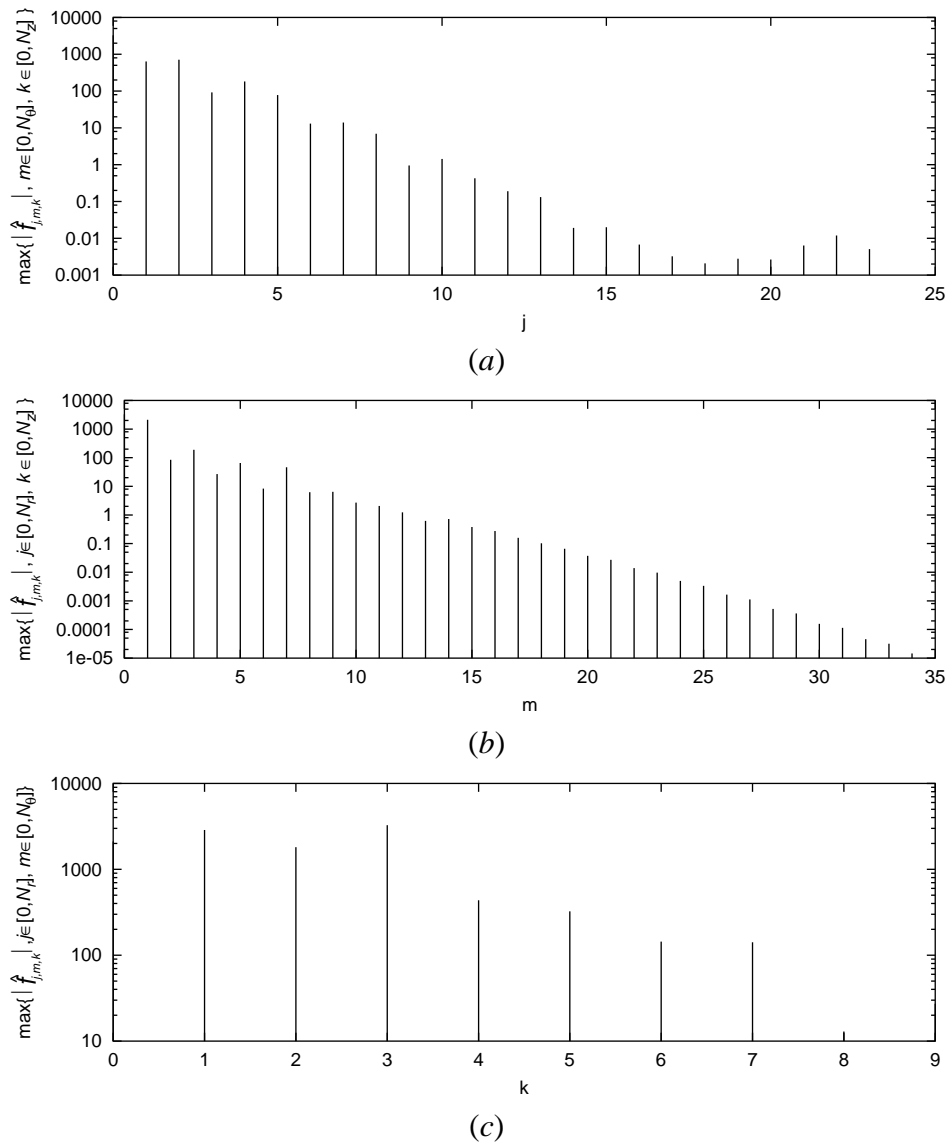 10000
1000
100
10
1
0.1
0.01
0.001
0 5 10 15 20 25
j
max{ | f̂j,m,k | , m∈[0,Nθ], k ∈ [0,Nz] }
(a)
10000
1000
100
10
1
0.1
0.01
0.001
0.0001
1e-05
0 5 10 15 20 25 30 35
m
max{ | f̂j,m,k | , j∈[0,Nr], k ∈ [0,Nz] }
(b)
10000
1000
100
10
0 1 2 3 4 5 6 7 8 9
k
max{ | f̂j,m,k | ,j∈[0,Nr], m∈[0,Nθ]}
(c)